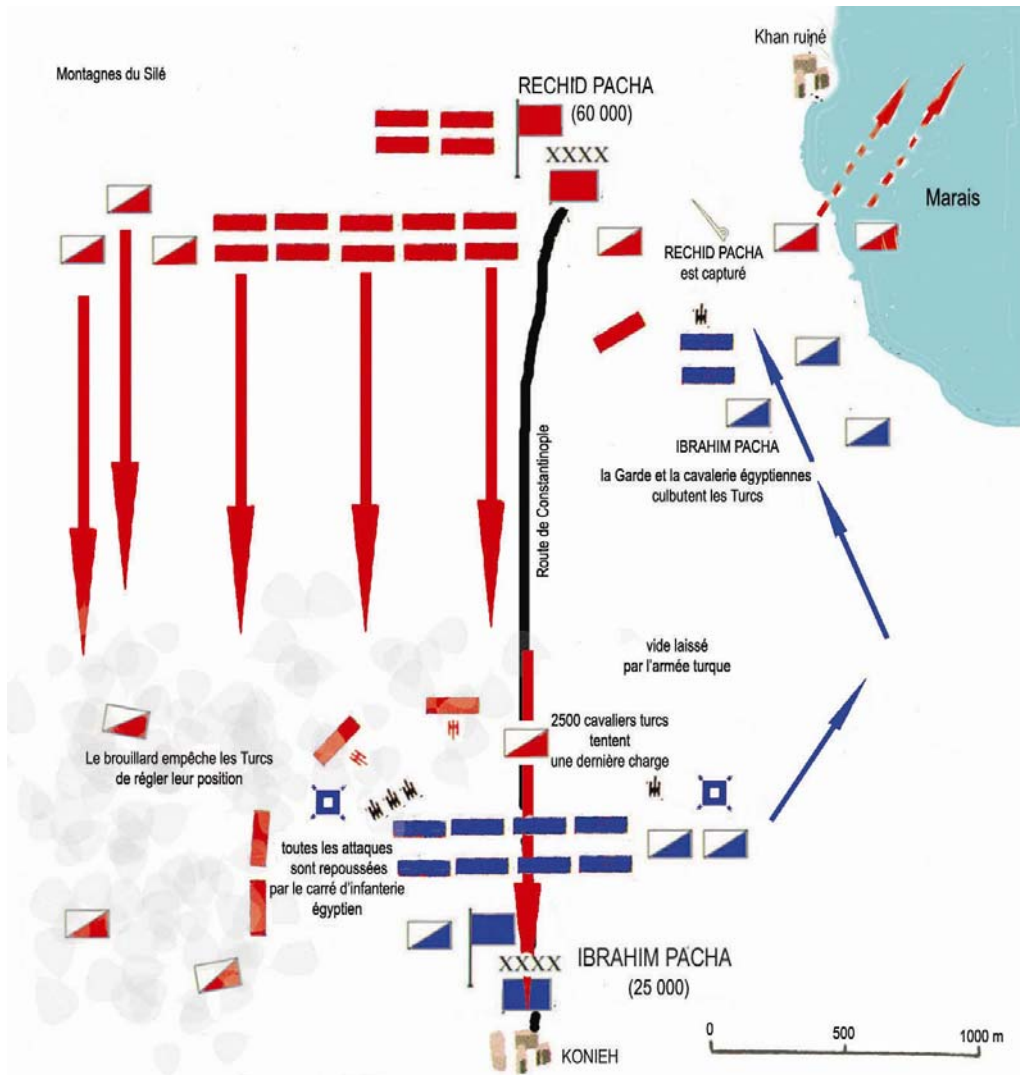 Khan ruiné
Montagnes du Silé
RECHID PACHA
(60 000)
XXXX
Marais
RECHID PACHA
est capturé
IBRAHIM PACHA
la Garde et la cavalerie égyptiennes
culbutent les Turcs
Route de Constantinople
vide laissé
par l'armée turque
2500 cavaliers turcs
tentent
une dernière charge
Le brouillard empêche les Turcs
de régler leur position
toutes les attaques
sont repoussées
par le carré d'infanterie
égyptien
XXXX
IBRAHIM PACHA
(25 000)
KONIEH
0 500 1000 m